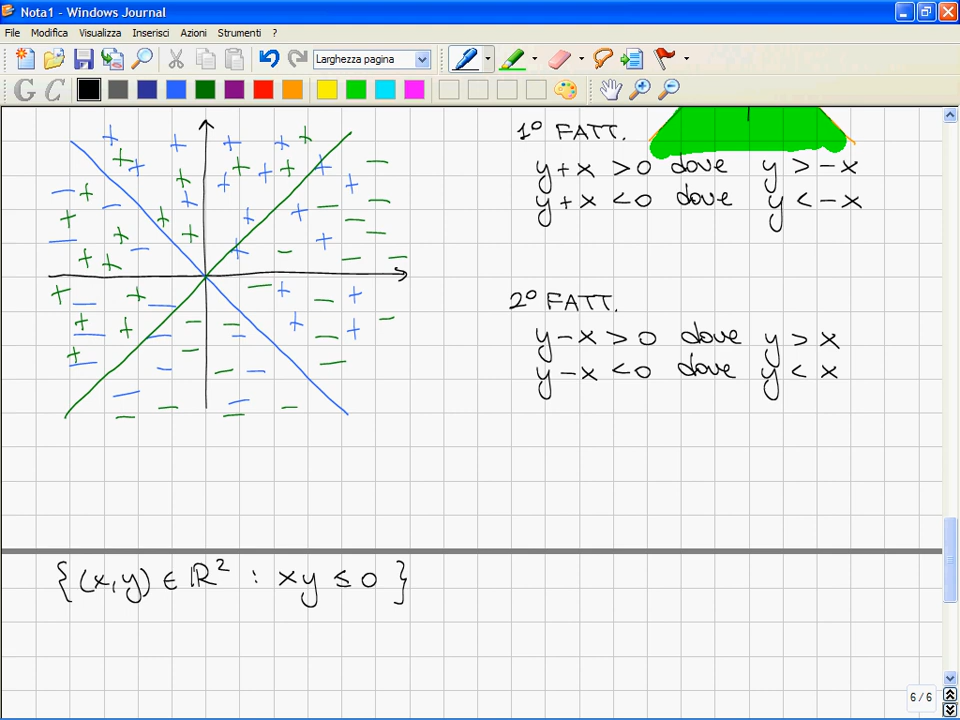 Nota1 - Windows Journal
File Modifica Visualizza Inserisci Azioni Strumenti ?
Larghezza pagina
G C
1° FATT.
y+x >0 dove y > -x
y+x <0 dove y < -x
2° FATT.
y-x >0 dove y > x
y-x <0 dove y < x
{(x,y) ∈ ℝ² : xy ≤ 0 }
6 / 6